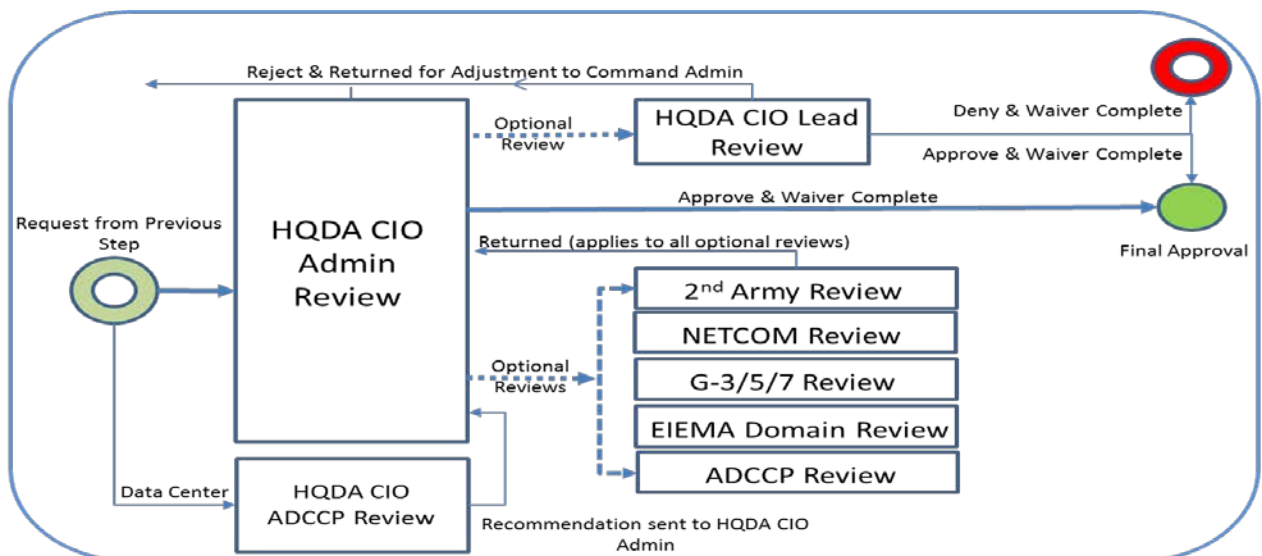 Reject & Returned for Adjustment to Command Admin
Optional
Review
HQDA CIO Lead
Review
Deny & Waiver Complete
Approve & Waiver Complete
Request from Previous
Step
HQDA CIO
Admin
Review
Approve & Waiver Complete
Final Approval
Returned (applies to all optional reviews)
2nd Army Review
NETCOM Review
Optional
Reviews
G-3/5/7 Review
EIEMA Domain Review
ADCCP Review
Data Center
HQDA CIO
ADCCP Review
Recommendation sent to HQDA CIO
Admin